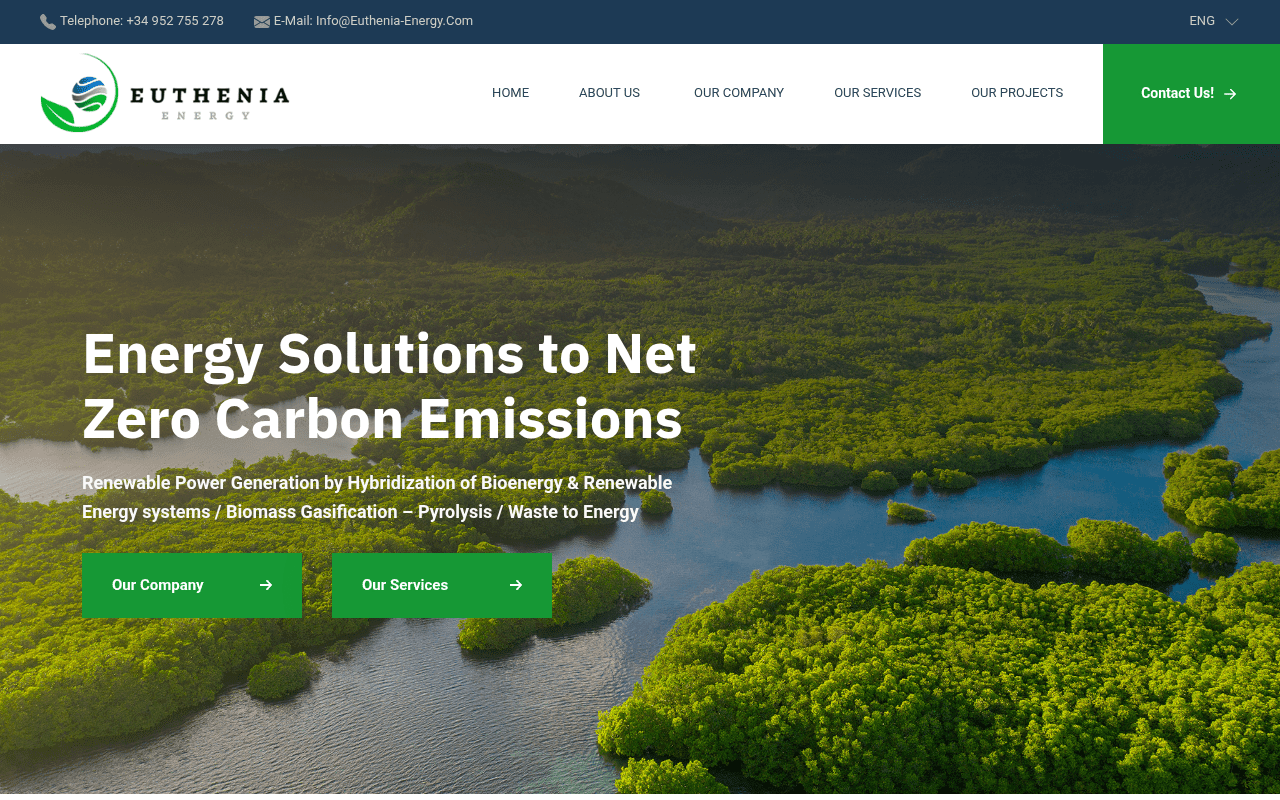 Telephone: +34 952 755 278
E-Mail: Info@Euthenia-Energy.Com
ENG
EUTHENIA
ENERGY
HOME
ABOUT US
OUR COMPANY
OUR SERVICES
OUR PROJECTS
Contact Us!
Energy Solutions to Net
Zero Carbon Emissions
Renewable Power Generation by Hybridization of Bioenergy & Renewable
Energy systems / Biomass Gasification – Pyrolysis / Waste to Energy
Our Company
Our Services